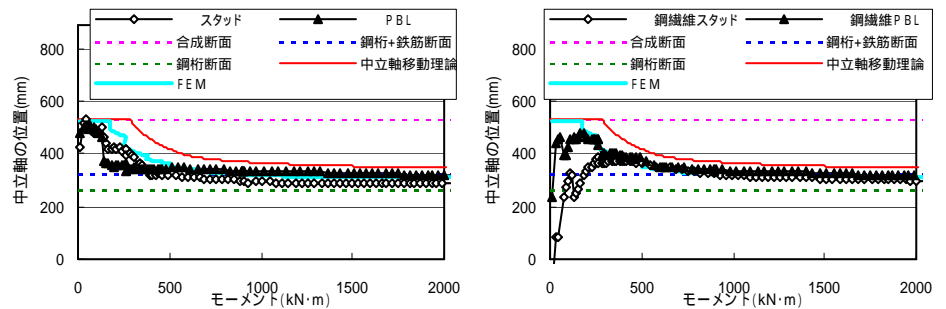 スタッド PBL
合成断面 鋼桁+鉄筋断面
鋼桁断面 中立軸移動理論
FEM
800
600
400
200
0
中立軸の位置(mm)
0 500 1000 1500 2000
モーメント(kN·m)
鋼繊維スタッド 鋼繊維PBL
合成断面 鋼桁+鉄筋断面
鋼桁断面 中立軸移動理論
FEM
800
600
400
200
0
中立軸の位置(mm)
0 500 1000 1500 2000
モーメント(kN·m)